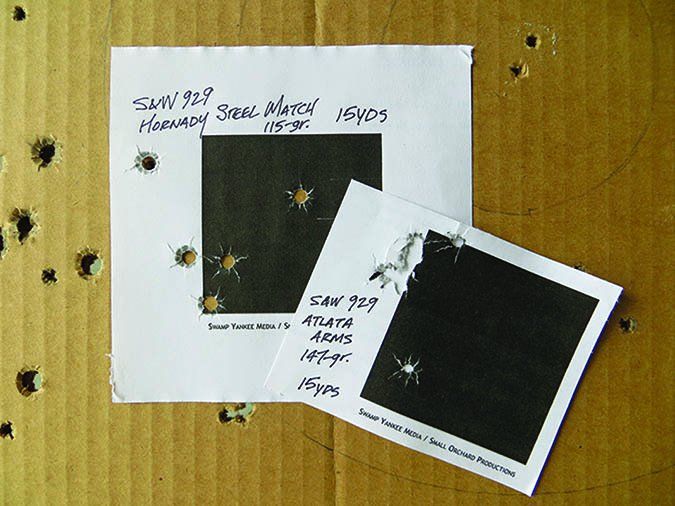 S&W 929
HORNADY STEEL MATCH 15YDS
115-gr.
SWAMP YANKEE MEDIA / SM
S&W 929
ATLATA
ARMS
147-gr.
15YDS
SWAMP YANKEE MEDIA / SMALL ORCHARD PRODUCTIONS